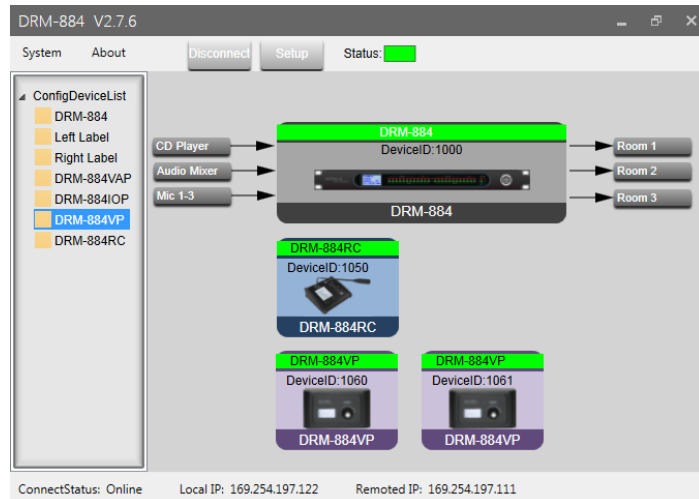 DRM-884 V2.7.6
System About Disconnect Setup Status:
ConfigDeviceList
DRM-884
Left Label
Right Label
DRM-884VAP
DRM-884IOP
DRM-884VP
DRM-884RC
DRM-884
DeviceID:1000
DRM-884
CD Player
Audio Mixer
Mic 1-3
Room 1
Room 2
Room 3
DRM-884RC
DeviceID:1050
DRM-884RC
DRM-884VP
DeviceID:1060
DRM-884VP
DRM-884VP
DeviceID:1061
DRM-884VP
ConnectStatus: Online Local IP: 169.254.197.122 Remoted IP: 169.254.197.111